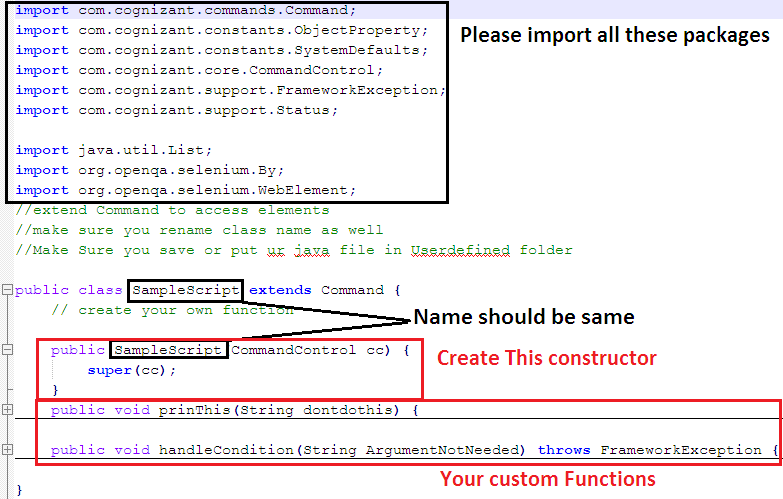 import com.cognizant.commands.Command;
import com.cognizant.constants.ObjectProperty;
import com.cognizant.constants.SystemDefaults;
import com.cognizant.core.CommandControl;
import com.cognizant.support.FrameworkException;
import com.cognizant.support.Status;
Please import all these packages
import java.util.List;
import org.openqa.selenium.By;
import org.openqa.selenium.WebElement;
//extend Command to access elements
//make sure you rename class name as well
//Make Sure you save or put ur java file in Userdefined folder
public class SampleScript extends Command {
// create your own function
Name should be same
public SampleScript CommandControl cc) {
super(cc);
}
Create This constructor
public void prinThis(String dontdothis) {
public void handleCondition(String ArgumentNotNeeded) throws FrameworkException {
Your custom Functions
}